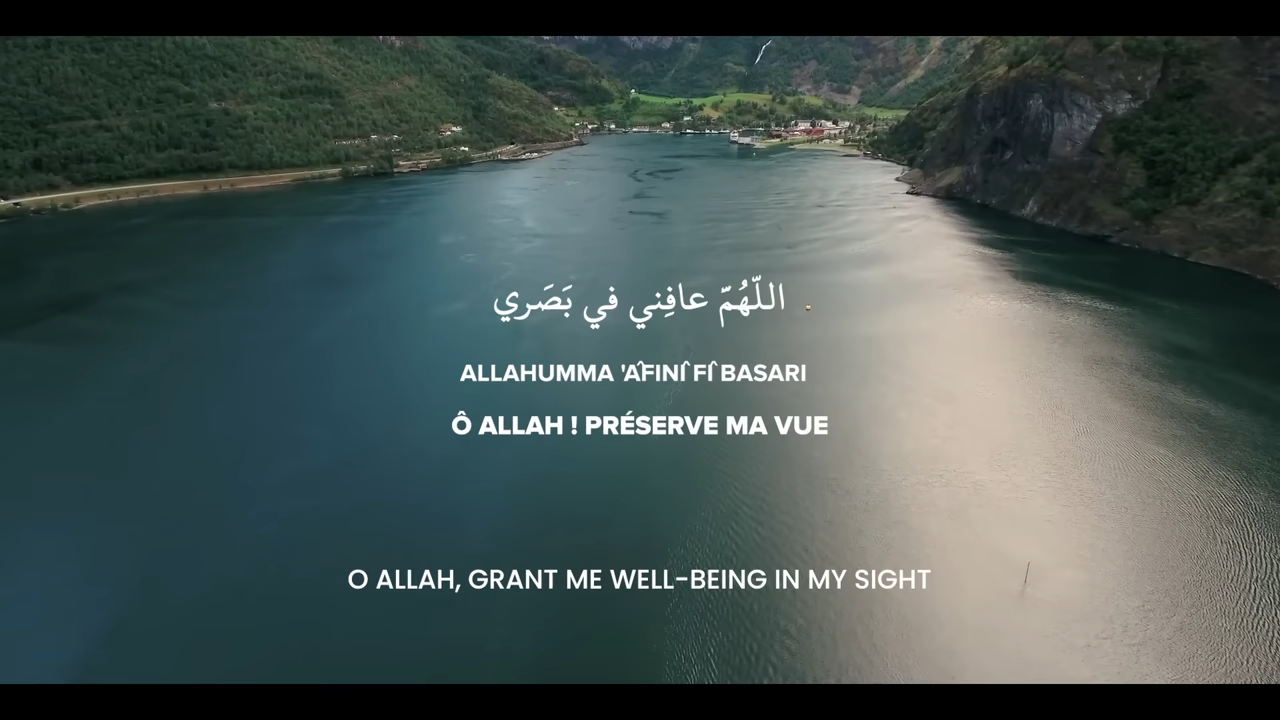 اللّهُمّ عافِني في بَصَري
ALLAHUMMA 'ÂFINÎ FÎ BASARI
Ô ALLAH ! PRÉSERVE MA VUE
O ALLAH, GRANT ME WELL-BEING IN MY SIGHT